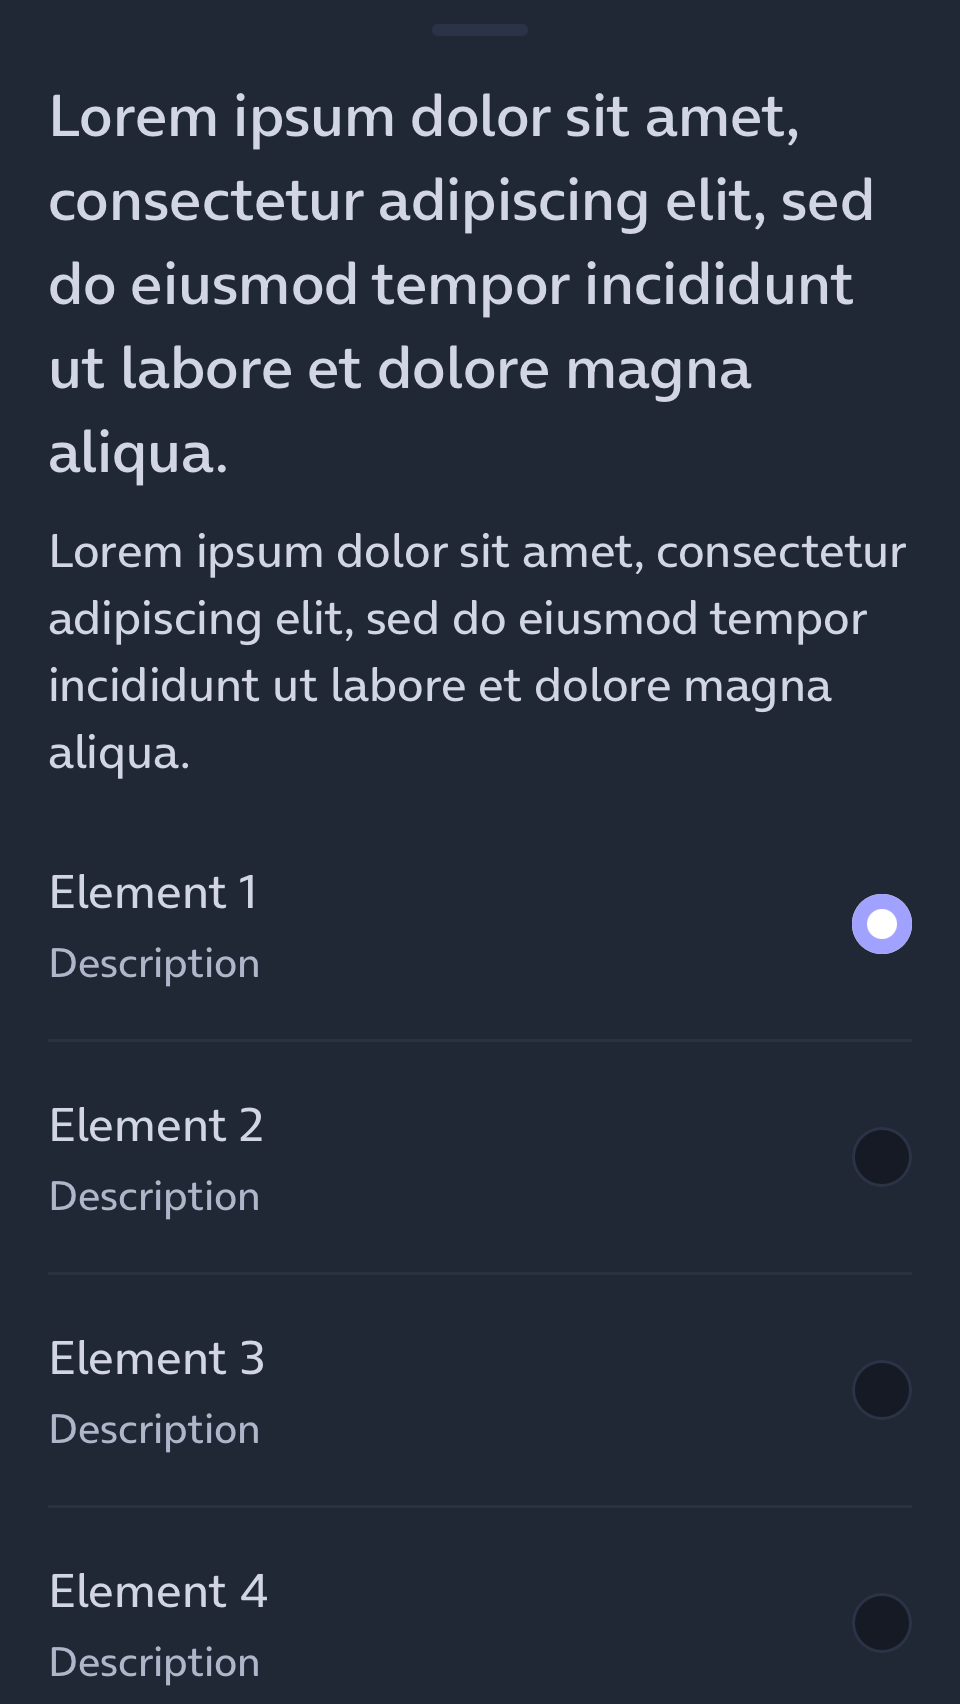 Lorem ipsum dolor sit amet,
consectetur adipiscing elit, sed
do eiusmod tempor incididunt
ut labore et dolore magna
aliqua.
Lorem ipsum dolor sit amet, consectetur
adipiscing elit, sed do eiusmod tempor
incididunt ut labore et dolore magna
aliqua.
Element 1
Description
Element 2
Description
Element 3
Description
Element 4
Description